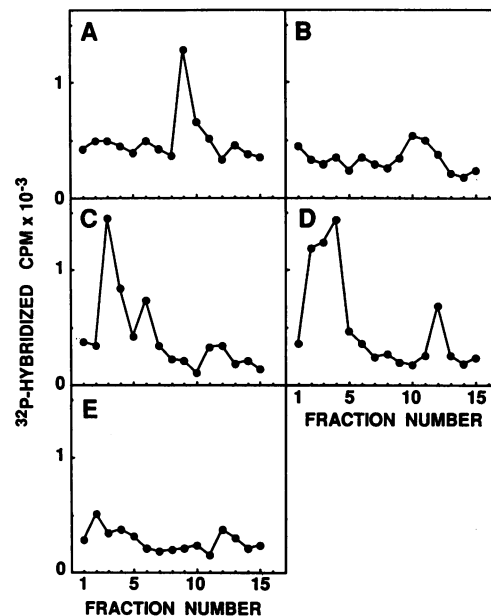 A
B
1
0
C
D
1
0
³²P-HYBRIDIZED CPM x 10⁻³
1 5 10 15
FRACTION NUMBER
E
1
0
1 5 10 15
FRACTION NUMBER